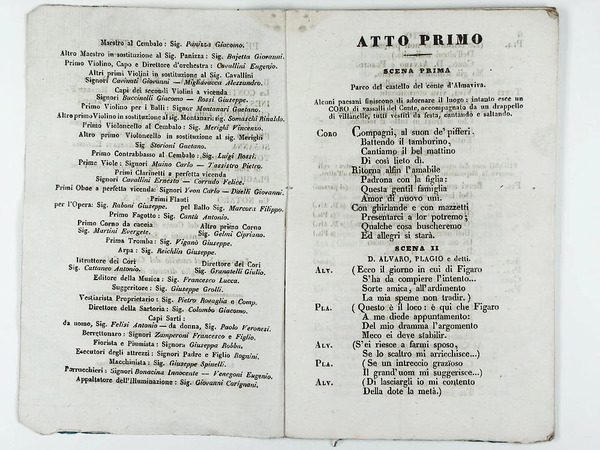 Maestro al Cembalo: Sig. Panizza Giacomo.
Altro Maestro in sostituzione al Sig. Panizza: Sig. Bajetta Giovanni.
Primo Violino, Capo e Direttore d'orchestra: Cavallini Eugenio.
Altri primi Violini in sostituzione al Sig. Cavallini
Signori Cavinati Giovanni — Migliavacca Alessandro.
Capi dei secondi Violini a vicenda
Signori Buccinelli Giacomo — Rossi Giuseppe.
Primo Violino per i Balli: Signor Montanari Gaetano.
Altro primo Violino in sostituzione al sig. Montanari: sig. Somaschi Rinaldo.
Primo Violoncello al Cembalo: Sig. Merighi Vincenzo.
Altro primo Violoncello in sostituzione al sig. Merighi
Sig. Storioni Gaetano.
Primo Contrabbasso al Cembalo: Sig. Luigi Rossi.
Prime Viole: Signori Maino Carlo — Tassistro Pietro.
Primi Clarinetti a perfetta vicenda
Signori Cavallini Ernesto — Corrado Felice.
Primi Oboe a perfetta vicenda: Signori Yvon Carlo — Daelli Giovanni.
Primi Flauti
per l'Opera: Sig. Raboni Giuseppe. pel Ballo Sig. Marcora Filippo.
Primo Fagotto: Sig. Cantù Antonio.
Primo Corno da caccia Altro primo Corno
Sig. Martini Evergete. Sig. Gelmi Cipriano.
Prima Tromba: Sig. Viganò Giuseppe.
Arpa: Sig. Reichlin Giuseppe.
Istruttore dei Cori Direttore dei Cori
Sig. Cattaneo Antonio. Sig. Granatelli Giulio.
Editore della Musica: Sig. Francesco Lucca.
Suggeritore: Sig. Giuseppe Grolli.
Vestiarista Proprietario: Sig. Pietro Rovaglia e Comp.
Direttore della Sartoria: Sig. Colombo Giacomo.
Capi Sarti:
da uomo, Sig. Felisi Antonio — da donna, Sig. Paolo Veronesi.
Berrettonaro: Signori Zamperoni Francesco e Figlio.
Fiorista e Piumista: Signora Giuseppa Robba.
Esecutori degli attrezzi: Signori Padre e Figlio Rognini.
Macchinista: Sig. Giuseppe Spinelli.
Parrucchieri: Signori Bonacina Innocente — Venegoni Eugenio.
Appaltatore dell'Illuminazione: Sig. Giovanni Carignani.
ATTO PRIMO
SCENA PRIMA
Parco del castello del conte d'Almaviva.
Alcuni paesani finiscono di adornare il luogo: intanto esce un
CORO di vassalli del Conte, accompagnata da un drappello
di villanelle, tutti vestiti da festa, cantando e saltando.
CORO Compagni, al suon de' pifferi
Battendo il tamburino,
Cantiamo il bel mattino
Di così lieto dì.
Ritorna alfin l'amabile
Padrona con la figlia;
Questa gentil famiglia
Amor di nuovo unì.
Con ghirlande e con mazzetti
Presentarci a lor potremo;
Qualche cosa buscheremo
Ed allegri si starà.
SCENA II
D. ALVARO, PLAGIO e detti.
ALV. (Ecco il giorno in cui di Figaro
S'ha da compiere l'intento...
Sorte amica, all'ardimento
La mia speme non tradir.)
PLA. (Questo è il loco: è quì che Figaro
A me diede appuntamento:
Del mio dramma l'argomento
Meco ei deve stabilir.
ALV. (S'ei riesce a farmi sposo,
Se lo scaltro mi arricchisce...)
PLA. (Se un intreccio grazioso
Il grand'uom mi suggerisce...)
ALV. (Di lasciargli io mi contento
Della dote la metà.)